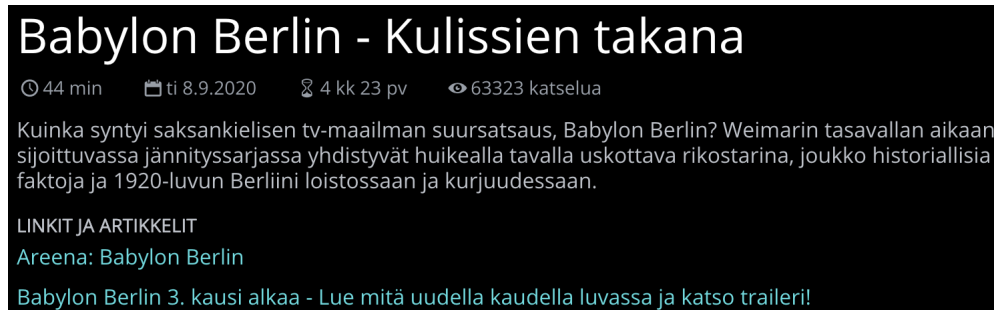 Babylon Berlin - Kulissien takana
44 min ti 8.9.2020 4 kk 23 pv 63323 katselua
Kuinka syntyi saksankielisen tv-maailman suursatsaus, Babylon Berlin? Weimarin tasavallan aikaan
sijoittuvassa jännityssarjassa yhdistyvät huikealla tavalla uskottava rikostarina, joukko historiallisia
faktoja ja 1920-luvun Berliini loistossaan ja kurjuudessaan.
LINKIT JA ARTIKKELIT
Areena: Babylon Berlin
Babylon Berlin 3. kausi alkaa - Lue mitä uudella kaudella luvassa ja katso traileri!